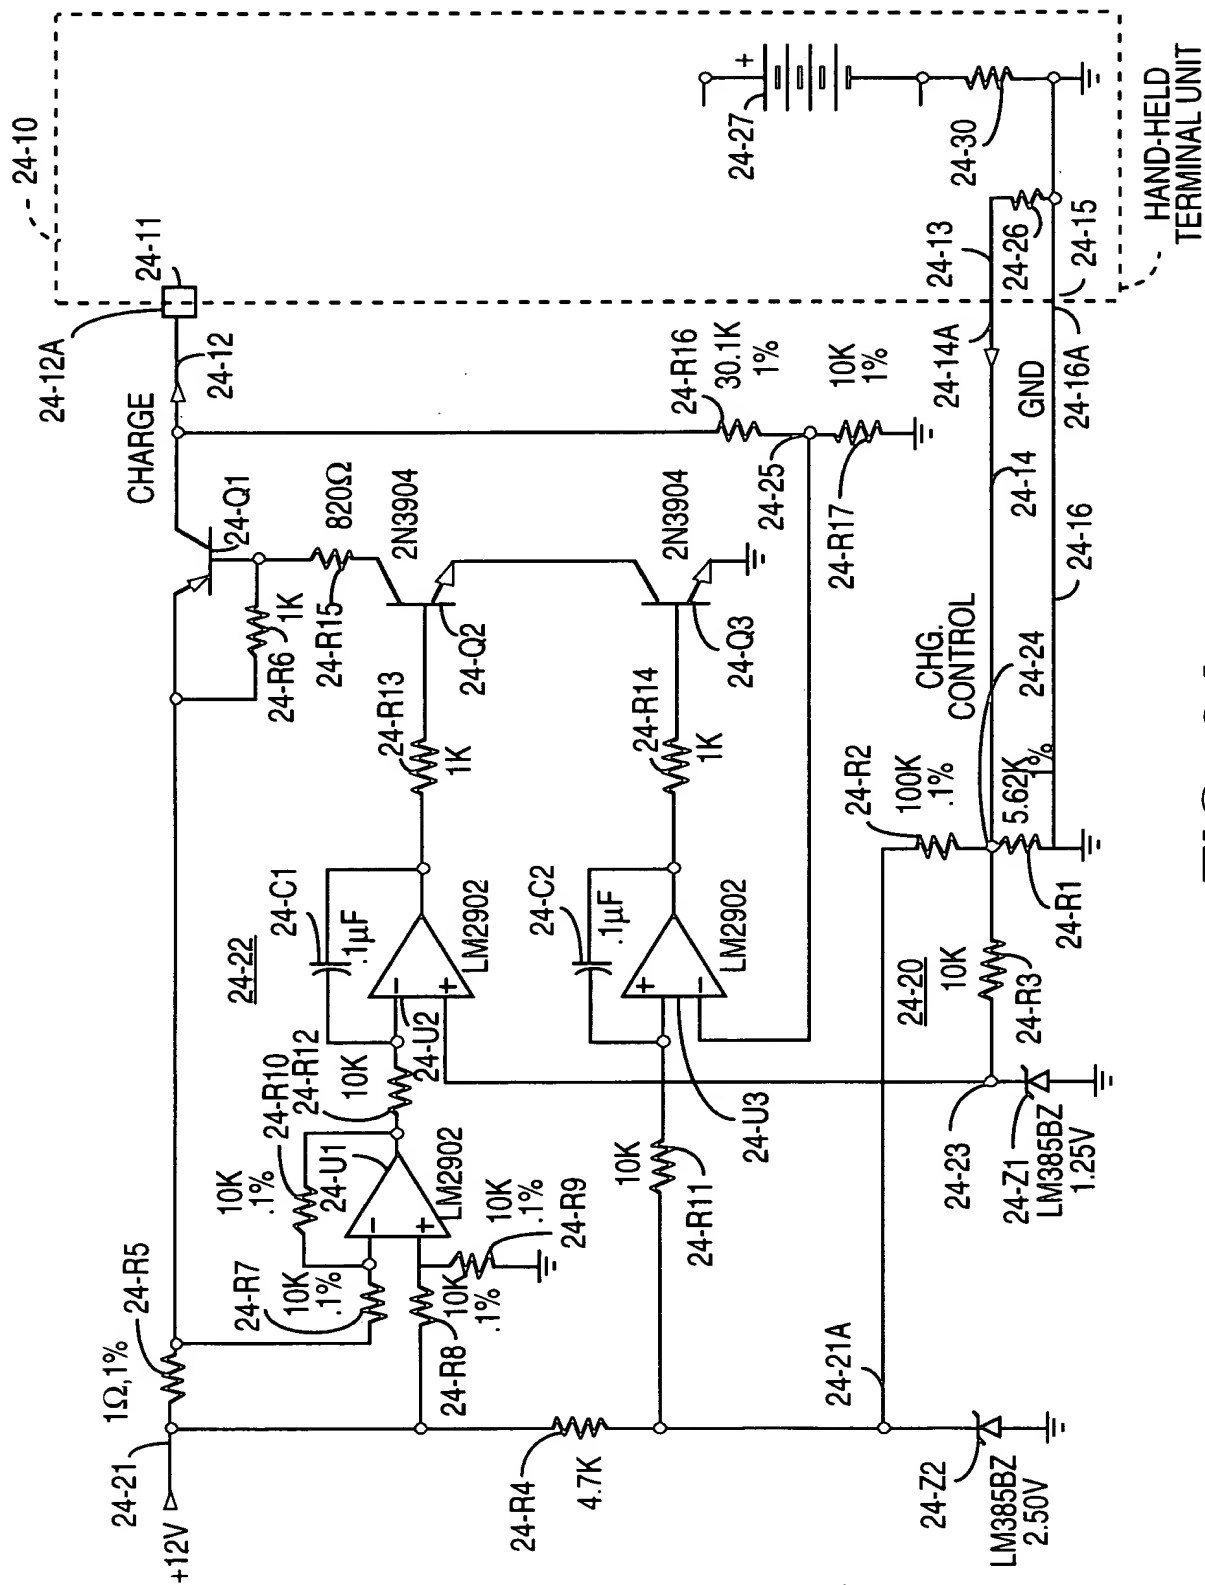 24-10
24-11
24-12A
24-12
CHARGE
24-Q1
1K
24-R6
820Ω
24-R15
2N3904
24-Q2
24-R13
1K
24-27
+
24-30
24-13
24-26
24-15
HAND-HELD
TERMINAL UNIT
24-R16
30.1K
1%
24-25
10K
1%
24-R17
24-14A
GND
24-16A
24-14
24-16
2N3904
24-Q3
24-R14
1K
CHG.
CONTROL
24-24
24-R2
100K
.1%
5.62K
1%
24-R1
24-22
24-C1
.1µF
LM2902
−
+
24-U2
24-C2
.1µF
LM2902
+
−
24-U3
24-20
10K
24-R3
24-R12
10K
24-R10
10K
.1%
24-U1
LM2902
−
+
10K
.1%
24-R9
24-R5
1Ω,1%
24-R7
10K
.1%
10K
.1%
24-R8
10K
24-R11
24-23
24-Z1
LM385BZ
1.25V
24-21A
24-21
+12V
24-R4
4.7K
24-Z2
LM385BZ
2.50V